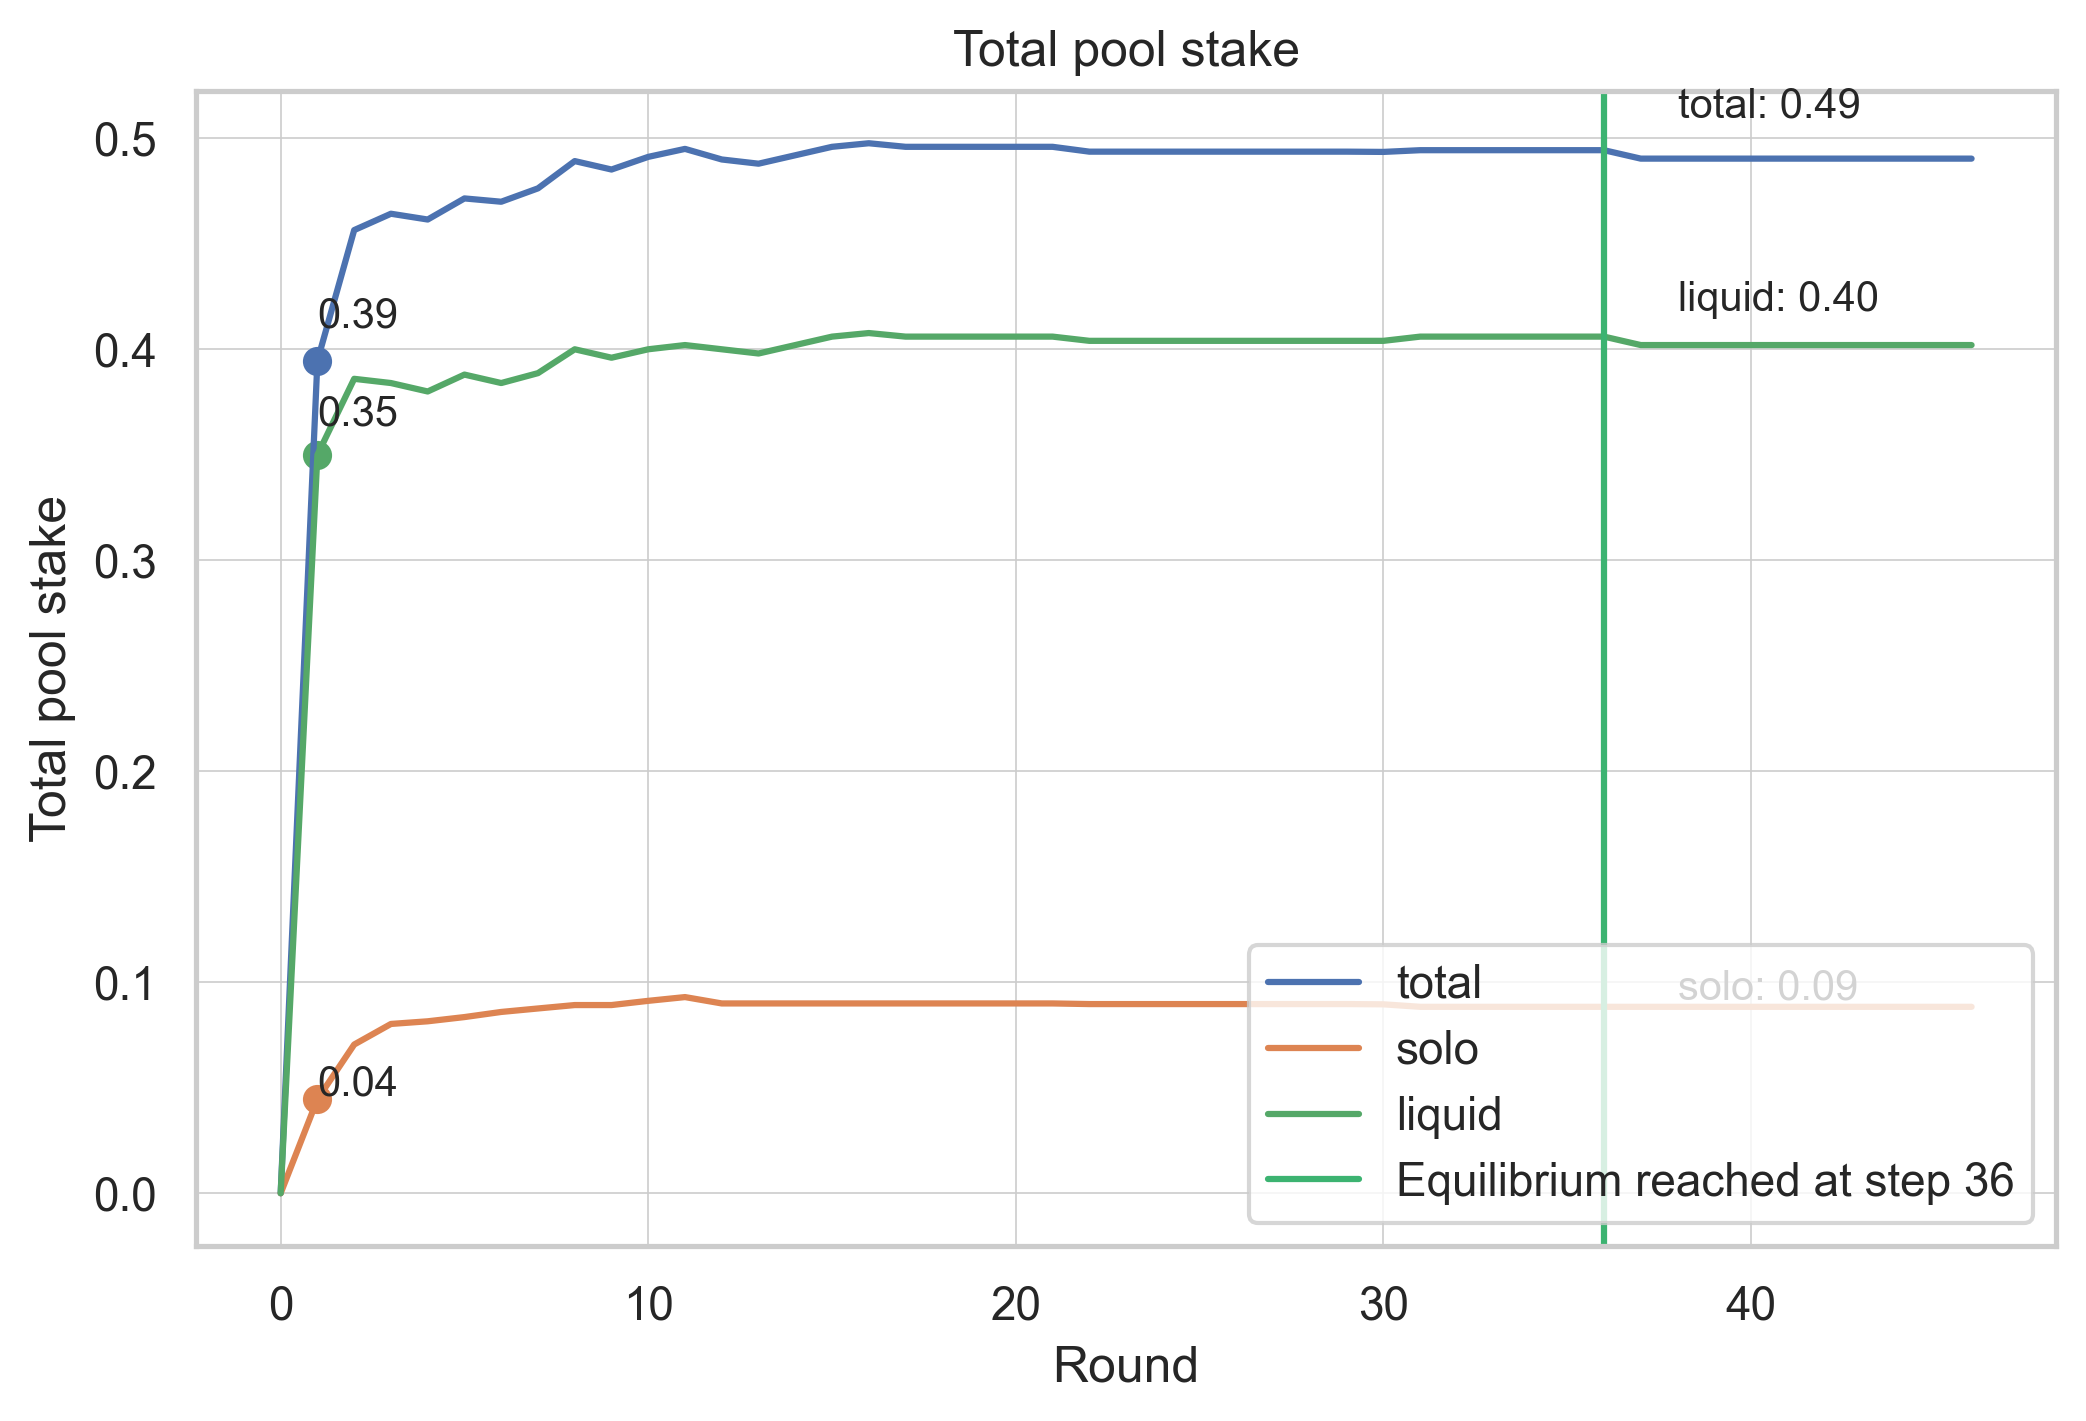 Total pool stake
total: 0.49
0.5
liquid: 0.40
0.39
0.4
0.35
0.3
Total pool stake
0.2
0.1
total
solo: 0.09
solo
0.04
liquid
Equilibrium reached at step 36
0.0
0
10
20
30
40
Round